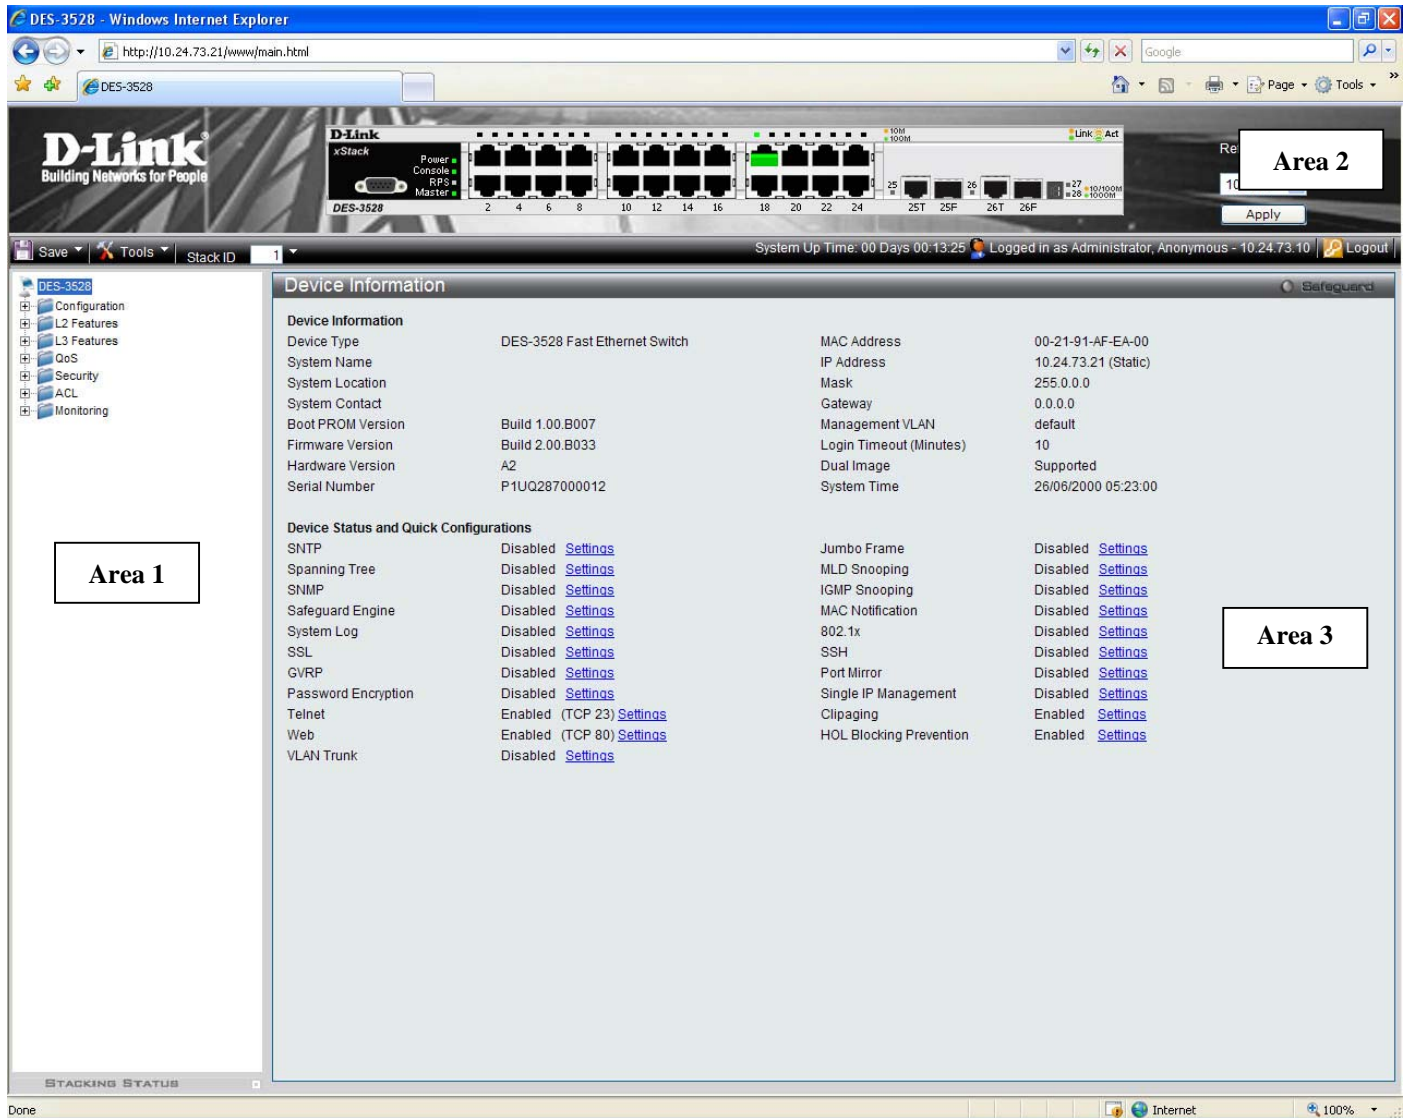 DES-3528 - Windows Internet Explorer
http://10.24.73.21/www/main.html
Google
DES-3528
Page
Tools
D-Link
Building Networks for People
D-Link
xStack
Power
Console
RPS
Master
DES-3528
2 4 6 8 10 12 14 16 18 20 22 24
10M
100M
Link Act
25 26
25T 25F 26T 26F
27
28
10/100M
1000M
Area 2
Apply
Save Tools Stack ID 1
System Up Time: 00 Days 00:13:25 Logged in as Administrator, Anonymous - 10.24.73.10 Logout
DES-3528
Configuration
L2 Features
L3 Features
QoS
Security
ACL
Monitoring
Area 1
STACKING STATUS
Device Information Safeguard
Device Information
Device Type DES-3528 Fast Ethernet Switch MAC Address 00-21-91-AF-EA-00
System Name IP Address 10.24.73.21 (Static)
System Location Mask 255.0.0.0
System Contact Gateway 0.0.0.0
Boot PROM Version Build 1.00.B007 Management VLAN default
Firmware Version Build 2.00.B033 Login Timeout (Minutes) 10
Hardware Version A2 Dual Image Supported
Serial Number P1UQ287000012 System Time 26/06/2000 05:23:00
Device Status and Quick Configurations
SNTP Disabled Settings Jumbo Frame Disabled Settings
Spanning Tree Disabled Settings MLD Snooping Disabled Settings
SNMP Disabled Settings IGMP Snooping Disabled Settings
Safeguard Engine Disabled Settings MAC Notification Disabled Settings
System Log Disabled Settings 802.1x Disabled Settings
SSL Disabled Settings SSH Disabled Settings
GVRP Disabled Settings Port Mirror Disabled Settings
Password Encryption Disabled Settings Single IP Management Disabled Settings
Telnet Enabled (TCP 23) Settings Clipaging Enabled Settings
Web Enabled (TCP 80) Settings HOL Blocking Prevention Enabled Settings
VLAN Trunk Disabled Settings
Area 3
Done
Internet
100%